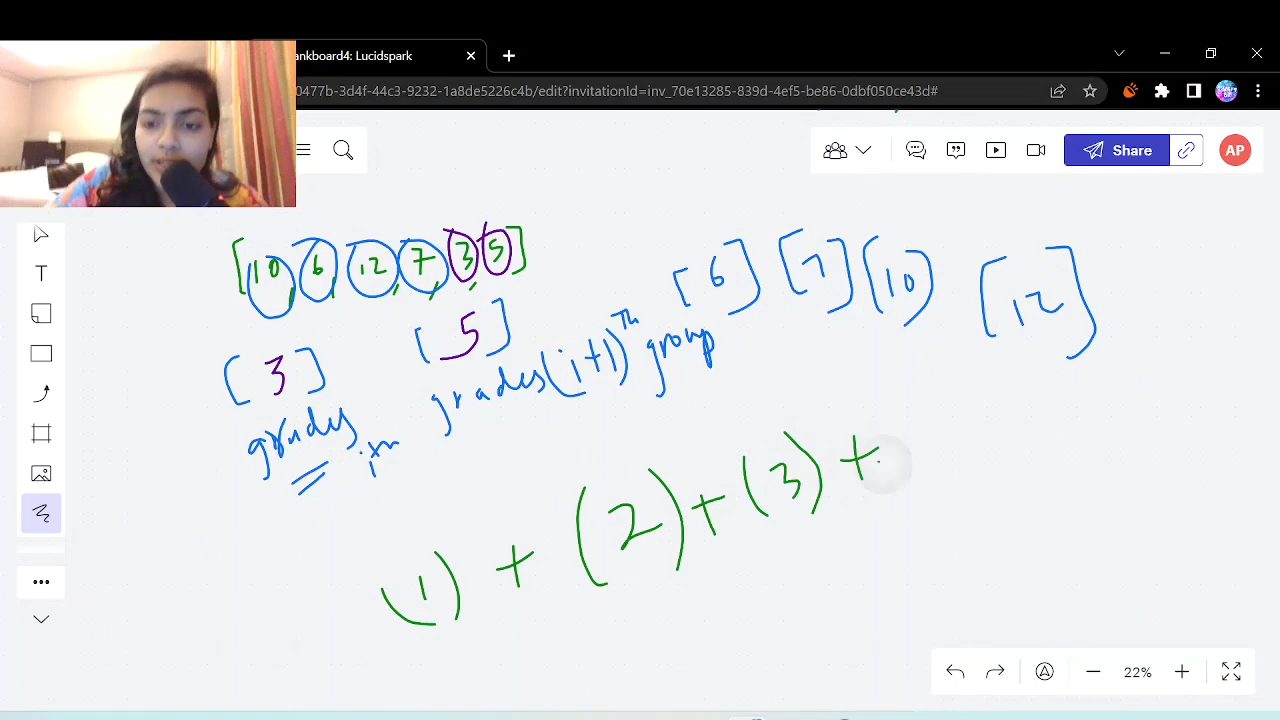 ankboard4: Lucidspark
0477b-3d4f-44c3-9232-1a8de5226c4b/edit?invitationId=inv_70e13285-839d-4ef5-be86-0dbf050ce43d#
Share
AP
T
[10, 6, 12, 7, 3, 5]
[6] [7] [10] [12]
[3] [5]
grades in grades (i+1)th group
(1) + (2) + (3) +
22%